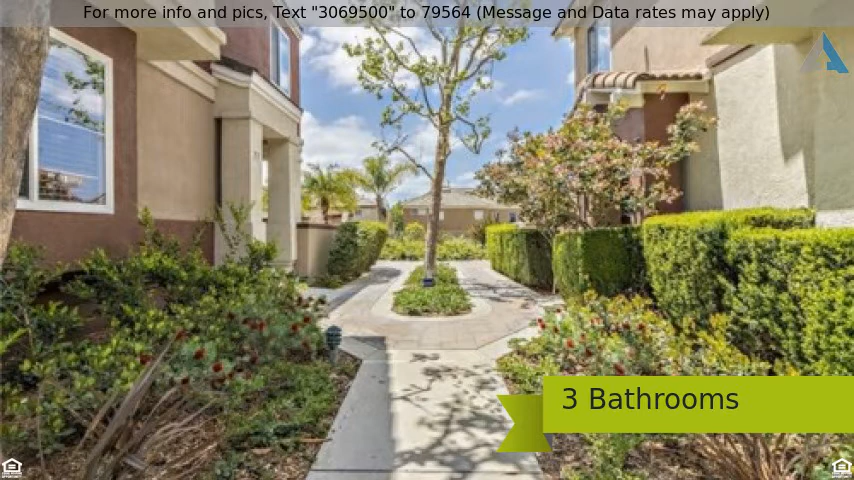 For more info and pics, Text "3069500" to 79564 (Message and Data rates may apply)
3 Bathrooms